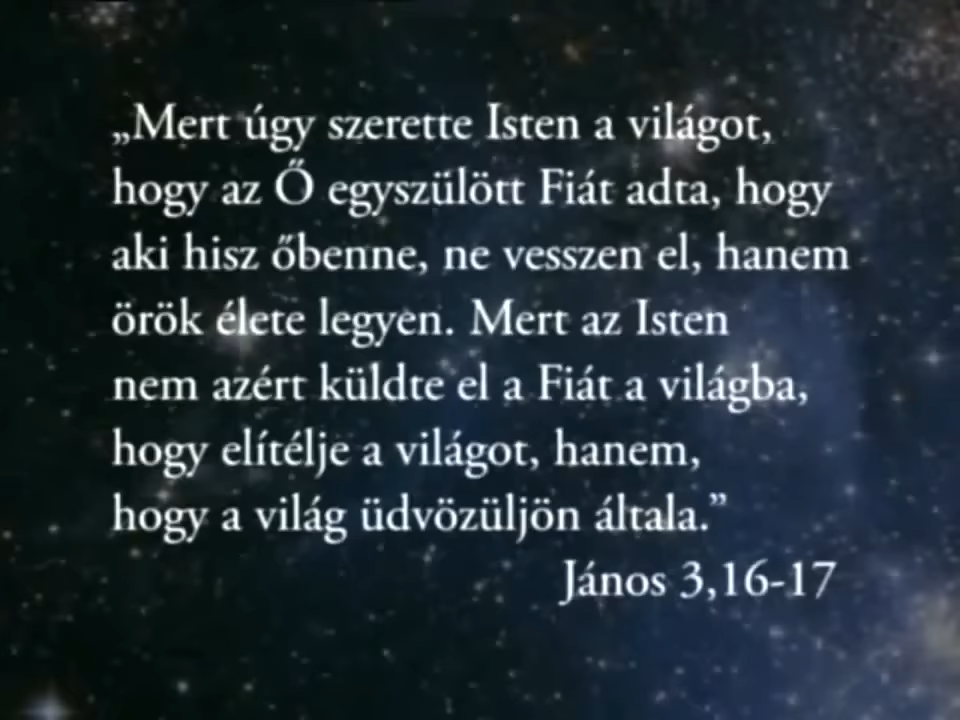 „Mert úgy szerette Isten a világot,
hogy az Ő egyszülött Fiát adta, hogy
aki hisz őbenne, ne vesszen el, hanem
örök élete legyen. Mert az Isten
nem azért küldte el a Fiát a világba,
hogy elítélje a világot, hanem,
hogy a világ üdvözüljön általa.”
János 3,16-17